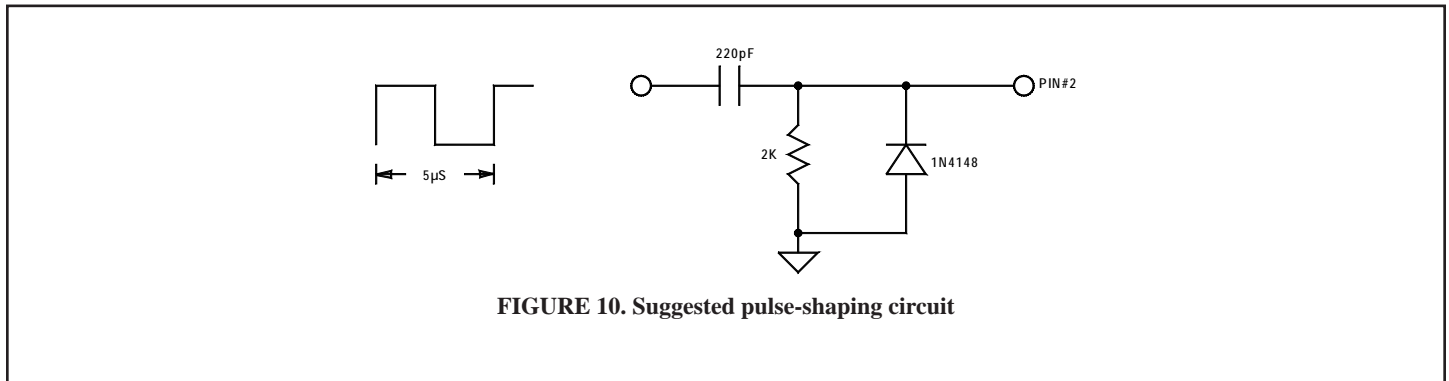 220pF
PIN#2
2K
1N4148
5µS
FIGURE 10. Suggested pulse-shaping circuit